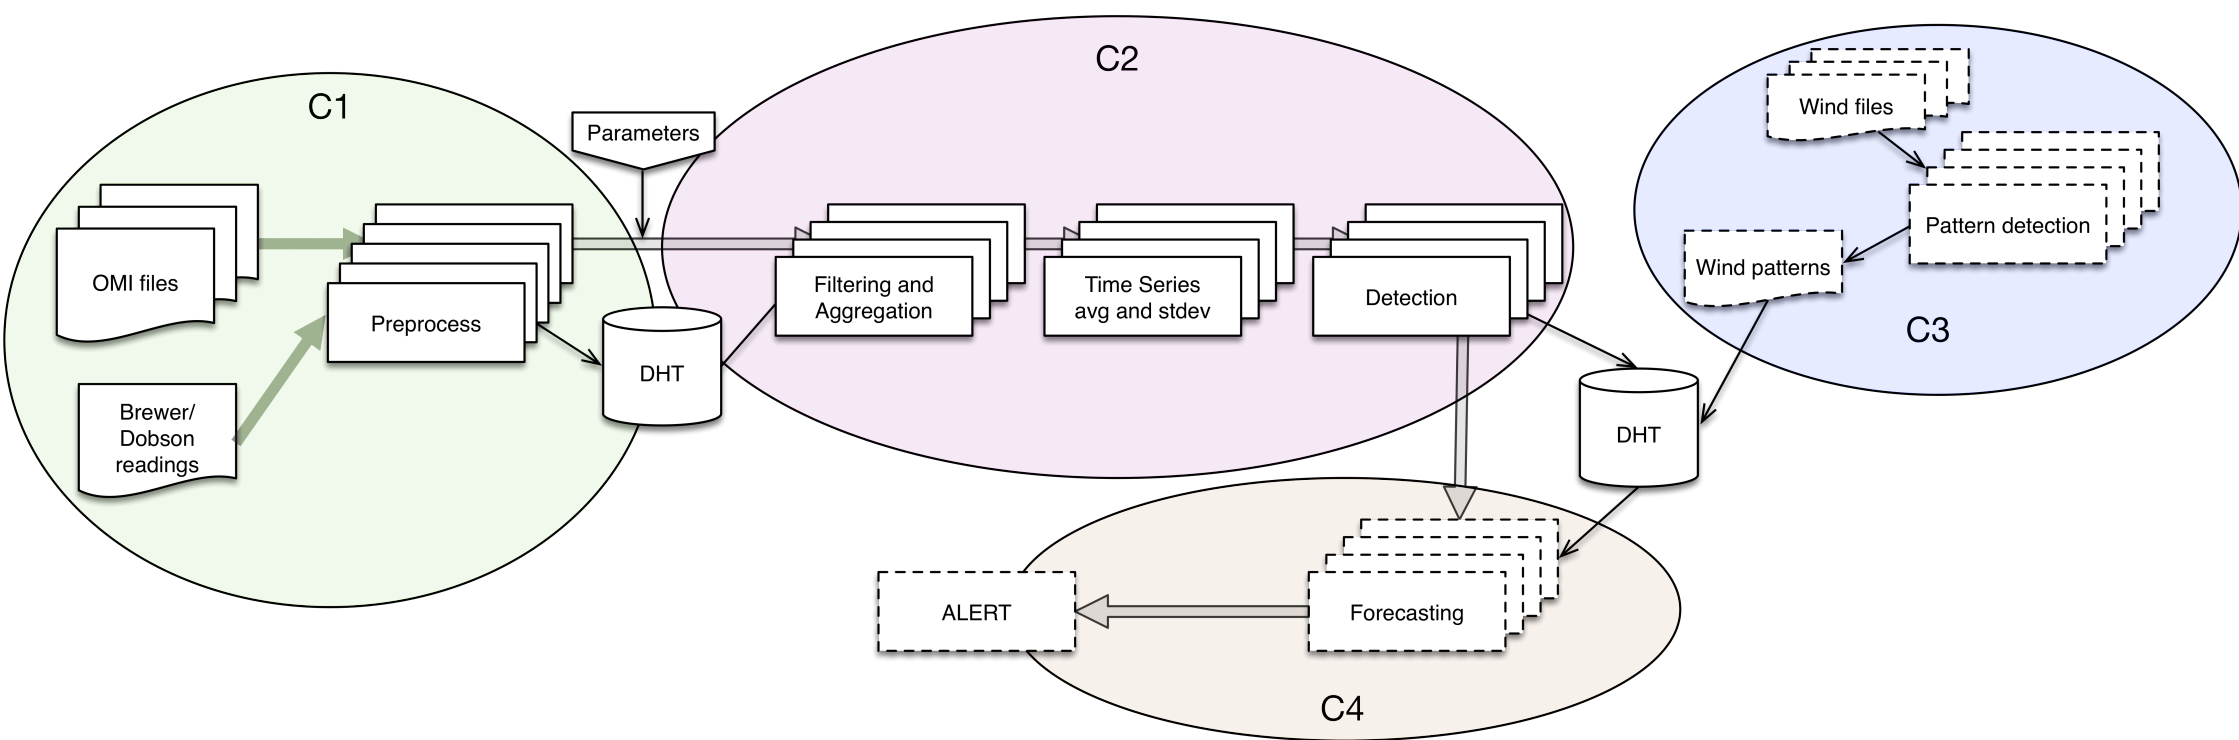 C1
OMI files
Brewer/
Dobson
readings
Preprocess
Parameters
DHT
C2
Filtering and
Aggregation
Time Series
avg and stdev
Detection
C3
Wind files
Pattern detection
Wind patterns
DHT
C4
Forecasting
ALERT